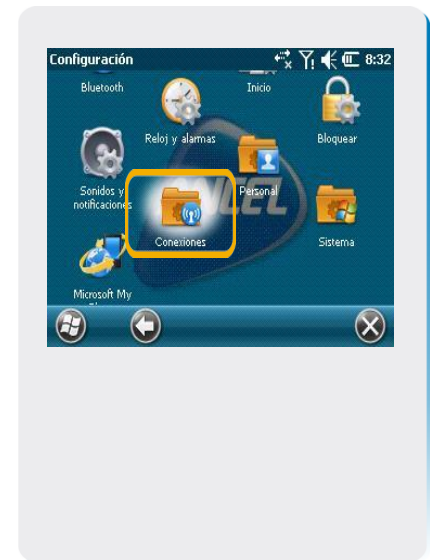 Configuración 8:32
Bluetooth
Inicio
Reloj y alarmas
Bloquear
Sonidos y
notificaciones
Personal
Conexiones
Sistema
Microsoft My